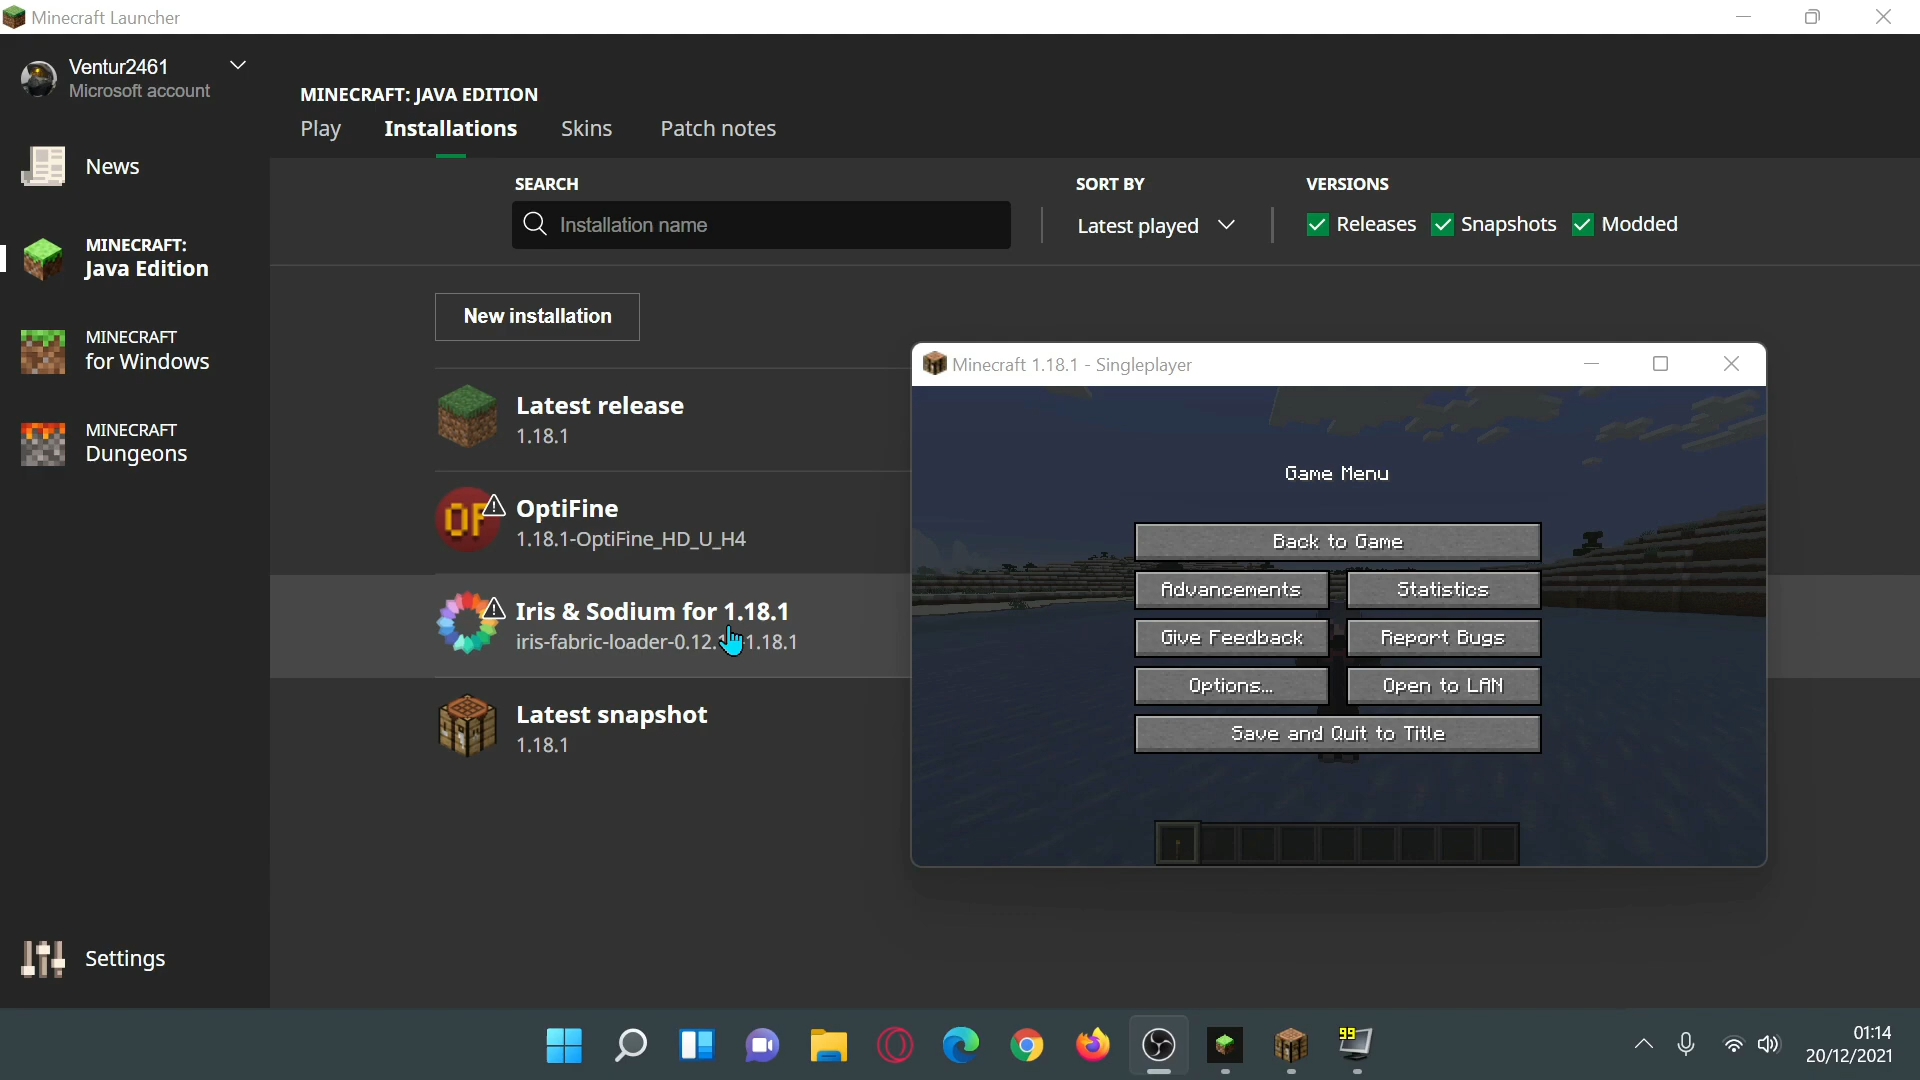 Minecraft Launcher
Ventur2461
Microsoft account
News
MINECRAFT:
Java Edition
MINECRAFT
for Windows
MINECRAFT
Dungeons
Settings
MINECRAFT: JAVA EDITION
Play Installations Skins Patch notes
SEARCH
Installation name
SORT BY
Latest played
VERSIONS
Releases Snapshots Modded
New installation
Latest release
1.18.1
OF
OptiFine
1.18.1-OptiFine_HD_U_H4
Iris & Sodium for 1.18.1
iris-fabric-loader-0.12. 1.18.1
Latest snapshot
1.18.1
Minecraft 1.18.1 - Singleplayer
Game Menu
Back to Game
Advancements Statistics
Give Feedback Report Bugs
Options... Open to LAN
Save and Quit to Title
99
01:14
20/12/2021